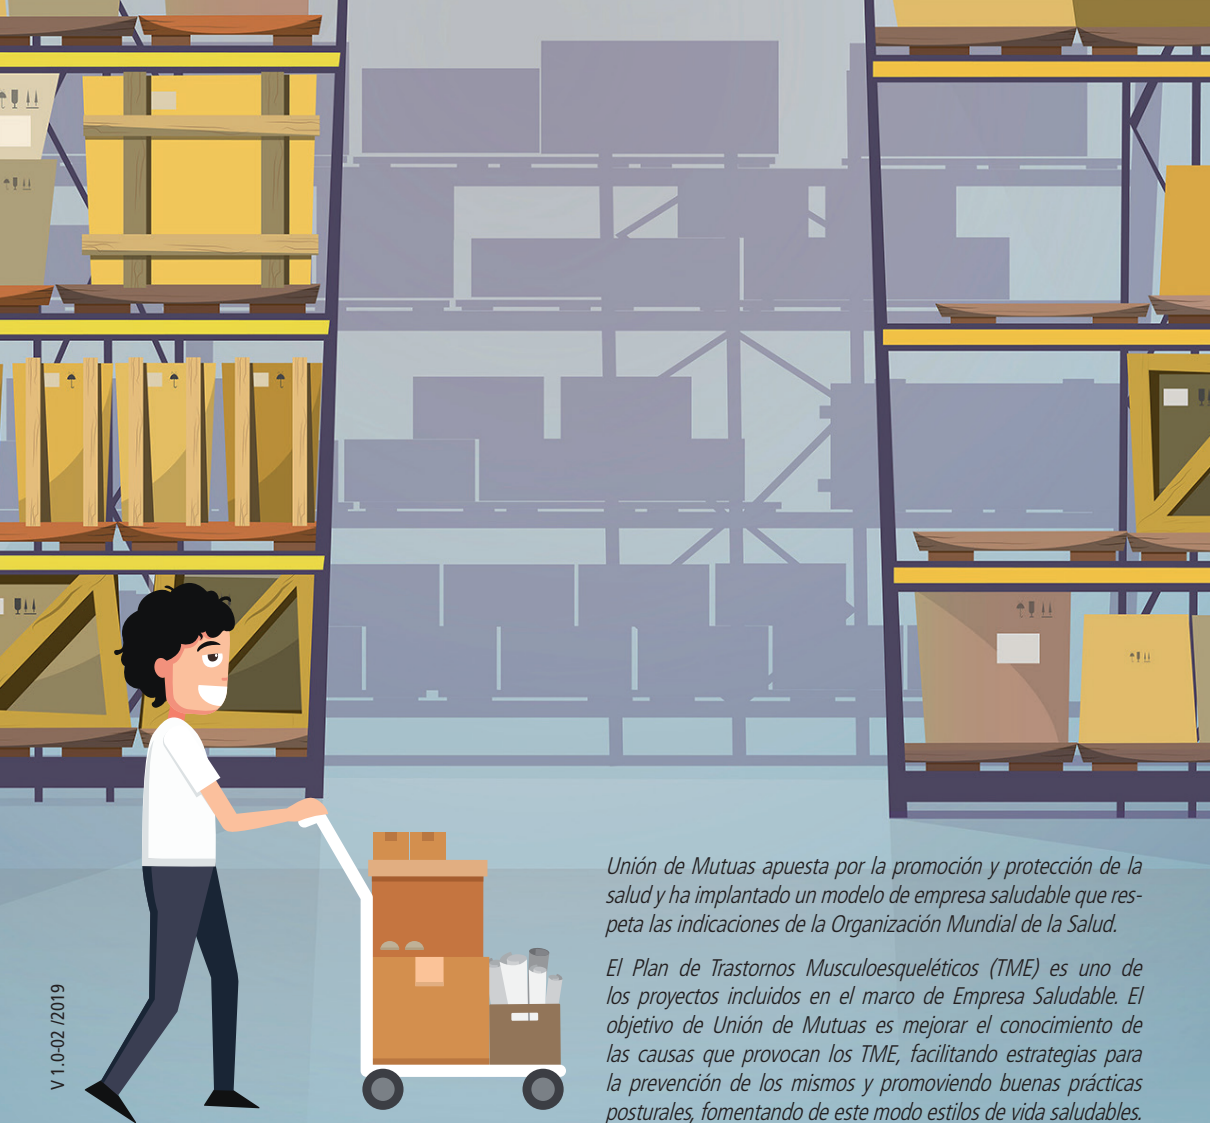 Unión de Mutuas apuesta por la promoción y protección de la
salud y ha implantado un modelo de empresa saludable que res-
peta las indicaciones de la Organización Mundial de la Salud.
El Plan de Trastornos Musculoesqueléticos (TME) es uno de
los proyectos incluidos en el marco de Empresa Saludable. El
objetivo de Unión de Mutuas es mejorar el conocimiento de
las causas que provocan los TME, facilitando estrategias para
la prevención de los mismos y promoviendo buenas prácticas
posturales, fomentando de este modo estilos de vida saludables.
V 1.0-02 /2019